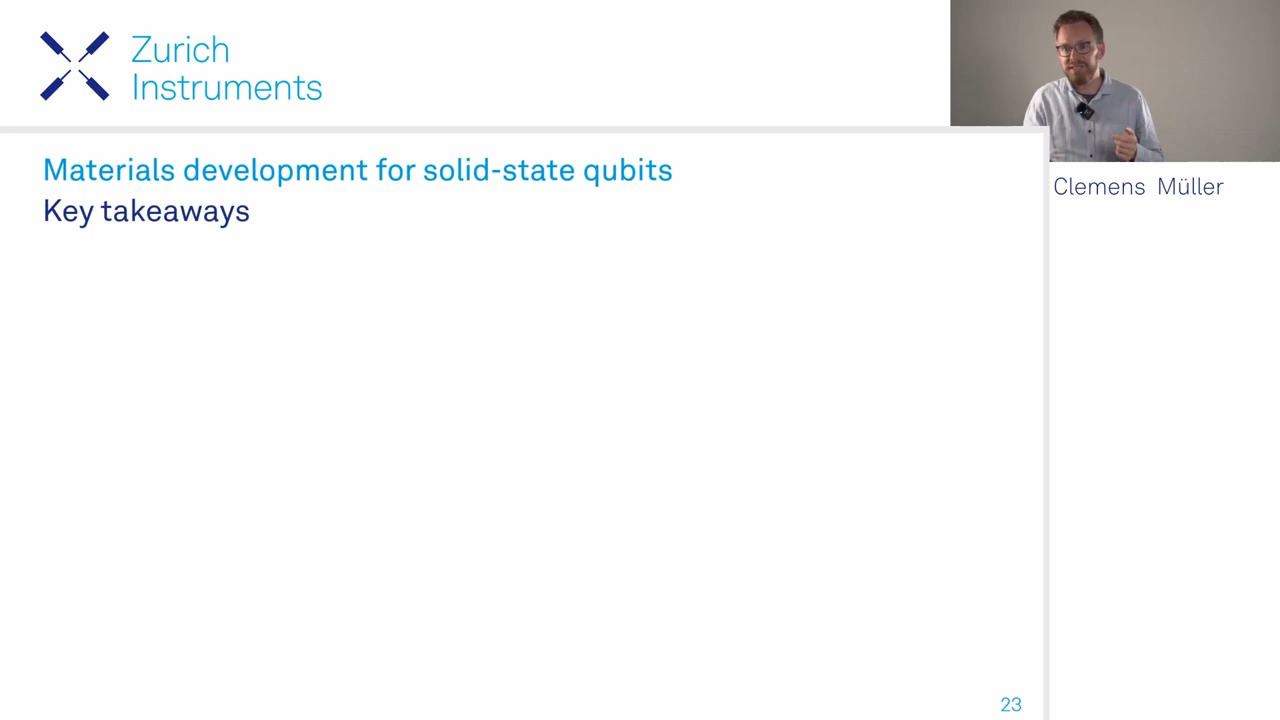 Zurich
Instruments
Materials development for solid-state qubits
Key takeaways
Clemens Müller
23